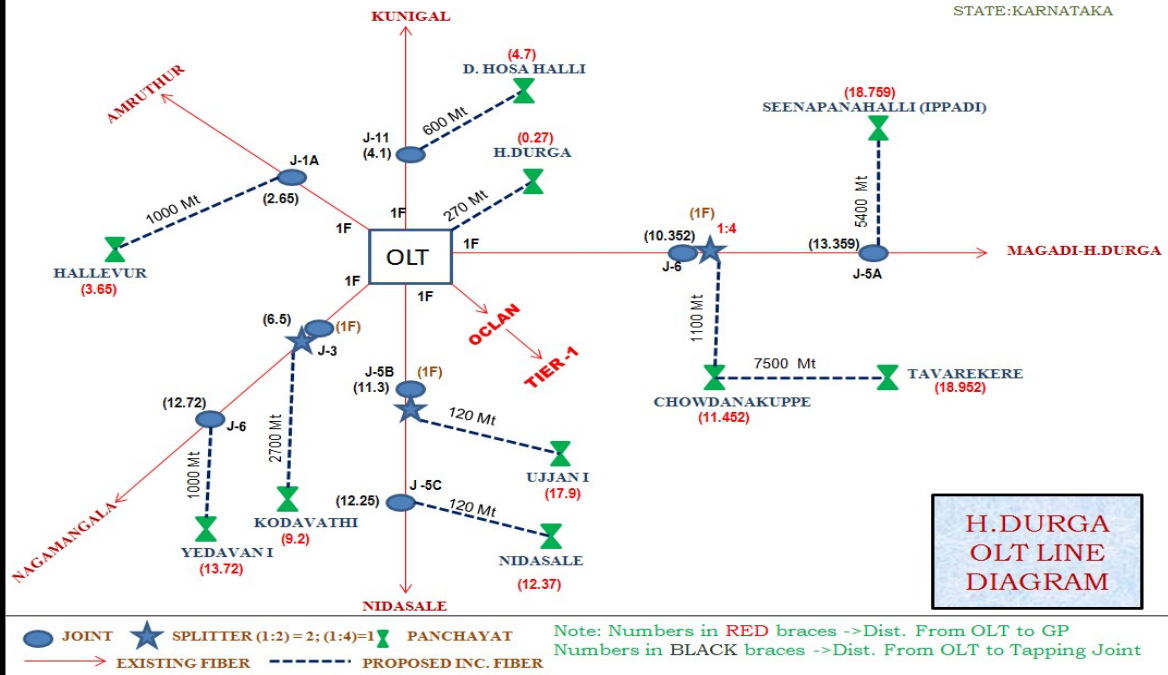 STATE:KARNATAKA
KUNIGAL
(4.7)
D. HOSA HALLI
(18.759)
SEENAPANAHALLI (IPPADI)
AMRUTHUR
600 Mt
J-11
(4.1)
(0.27)
H.DURGA
J-1A
(2.65)
1000 Mt
270 Mt
5400 Mt
1F
1F
HALLEVUR
(3.65)
OLT
1F
(10.352)
J-6
(1F)
1:4
(13.359)
J-5A
MAGADI-H.DURGA
1F
1F
OCLAN
TIER -1
1100 Mt
(6.5)
(1F)
J-3
J-5B
(11.3)
(1F)
7500 Mt
TAVAREKERE
(18.952)
CHOWDANAKUPPE
(11.452)
(12.72)
J-6
120 Mt
2700 Mt
1000 Mt
UJJANI
(17.9)
J -5C
(12.25)
120 Mt
NAGAMANGALA
KODAVATHI
(9.2)
YEDAVANI
(13.72)
NIDASALE
(12.37)
NIDASALE
H.DURGA
OLT LINE
DIAGRAM
JOINT
SPLITTER (1:2) = 2; (1:4)=1
PANCHAYAT
EXISTING FIBER
PROPOSED INC. FIBER
Note: Numbers in RED braces ->Dist. From OLT to GP
Numbers in BLACK braces ->Dist. From OLT to Tapping Joint